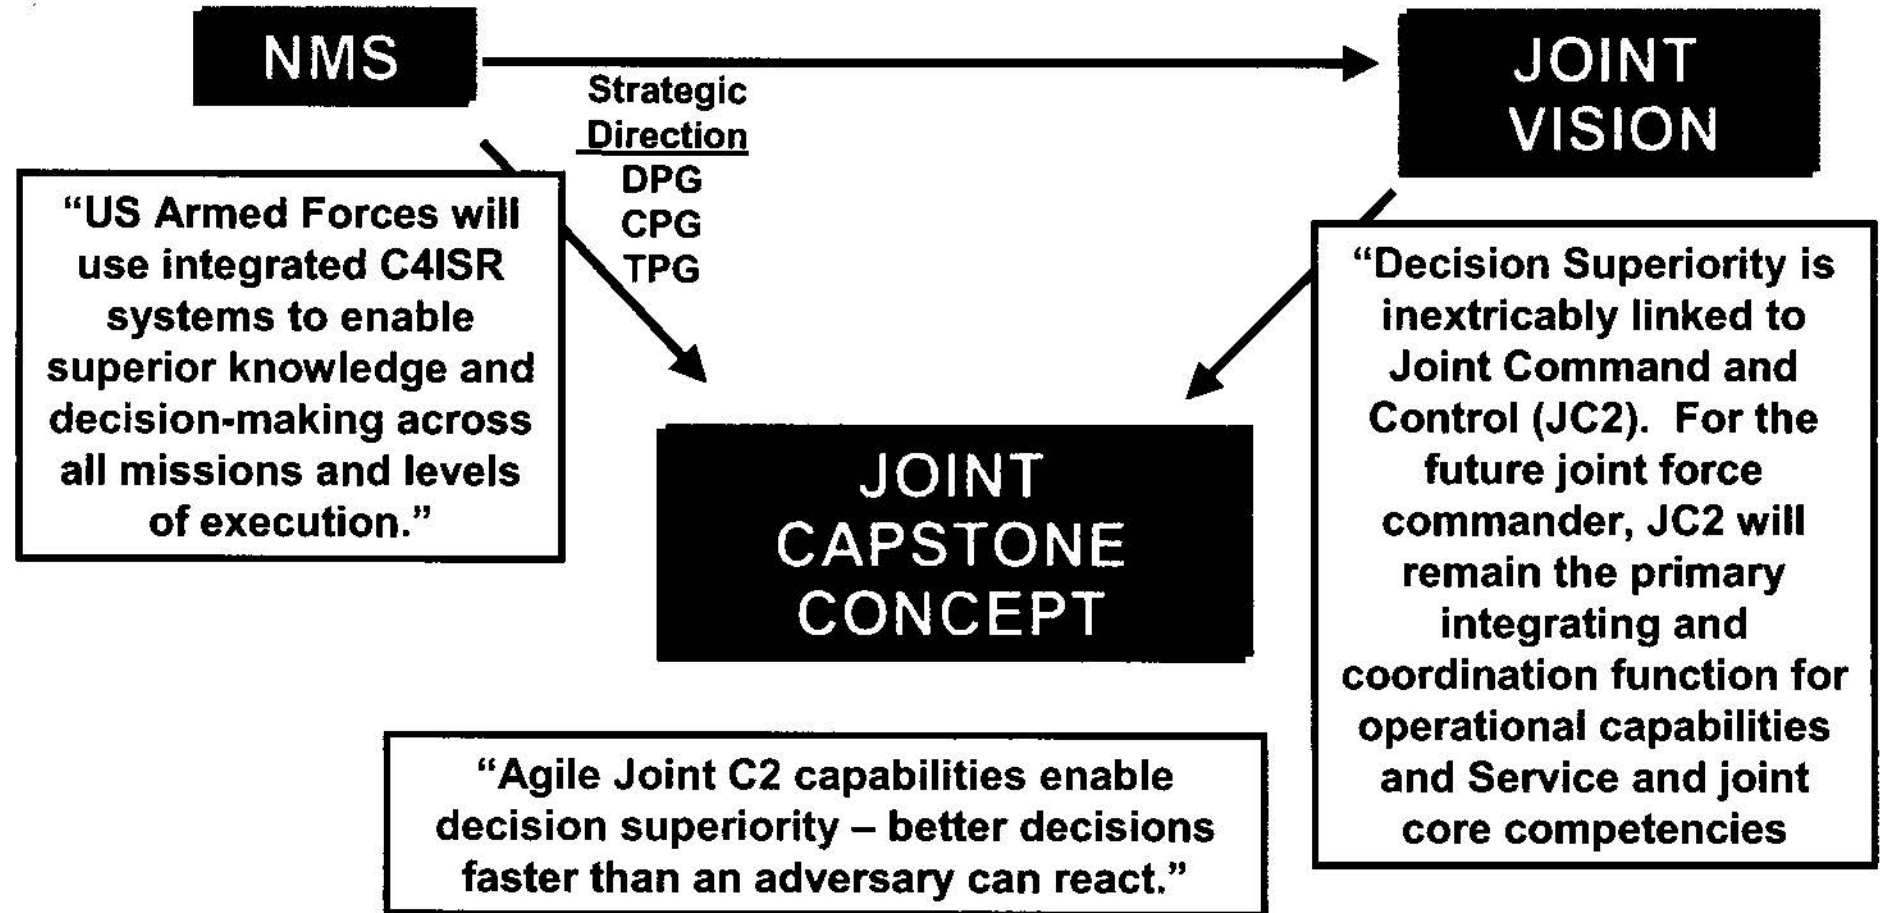 NMS
JOINT
VISION
Strategic
Direction
DPG
CPG
TPG
“US Armed Forces will
use integrated C4ISR
systems to enable
superior knowledge and
decision-making across
all missions and levels
of execution.”
“Decision Superiority is
inextricably linked to
Joint Command and
Control (JC2).  For the
future joint force
commander, JC2 will
remain the primary
integrating and
coordination function for
operational capabilities
and Service and joint
core competencies
JOINT
CAPSTONE
CONCEPT
“Agile Joint C2 capabilities enable
decision superiority – better decisions
faster than an adversary can react.”